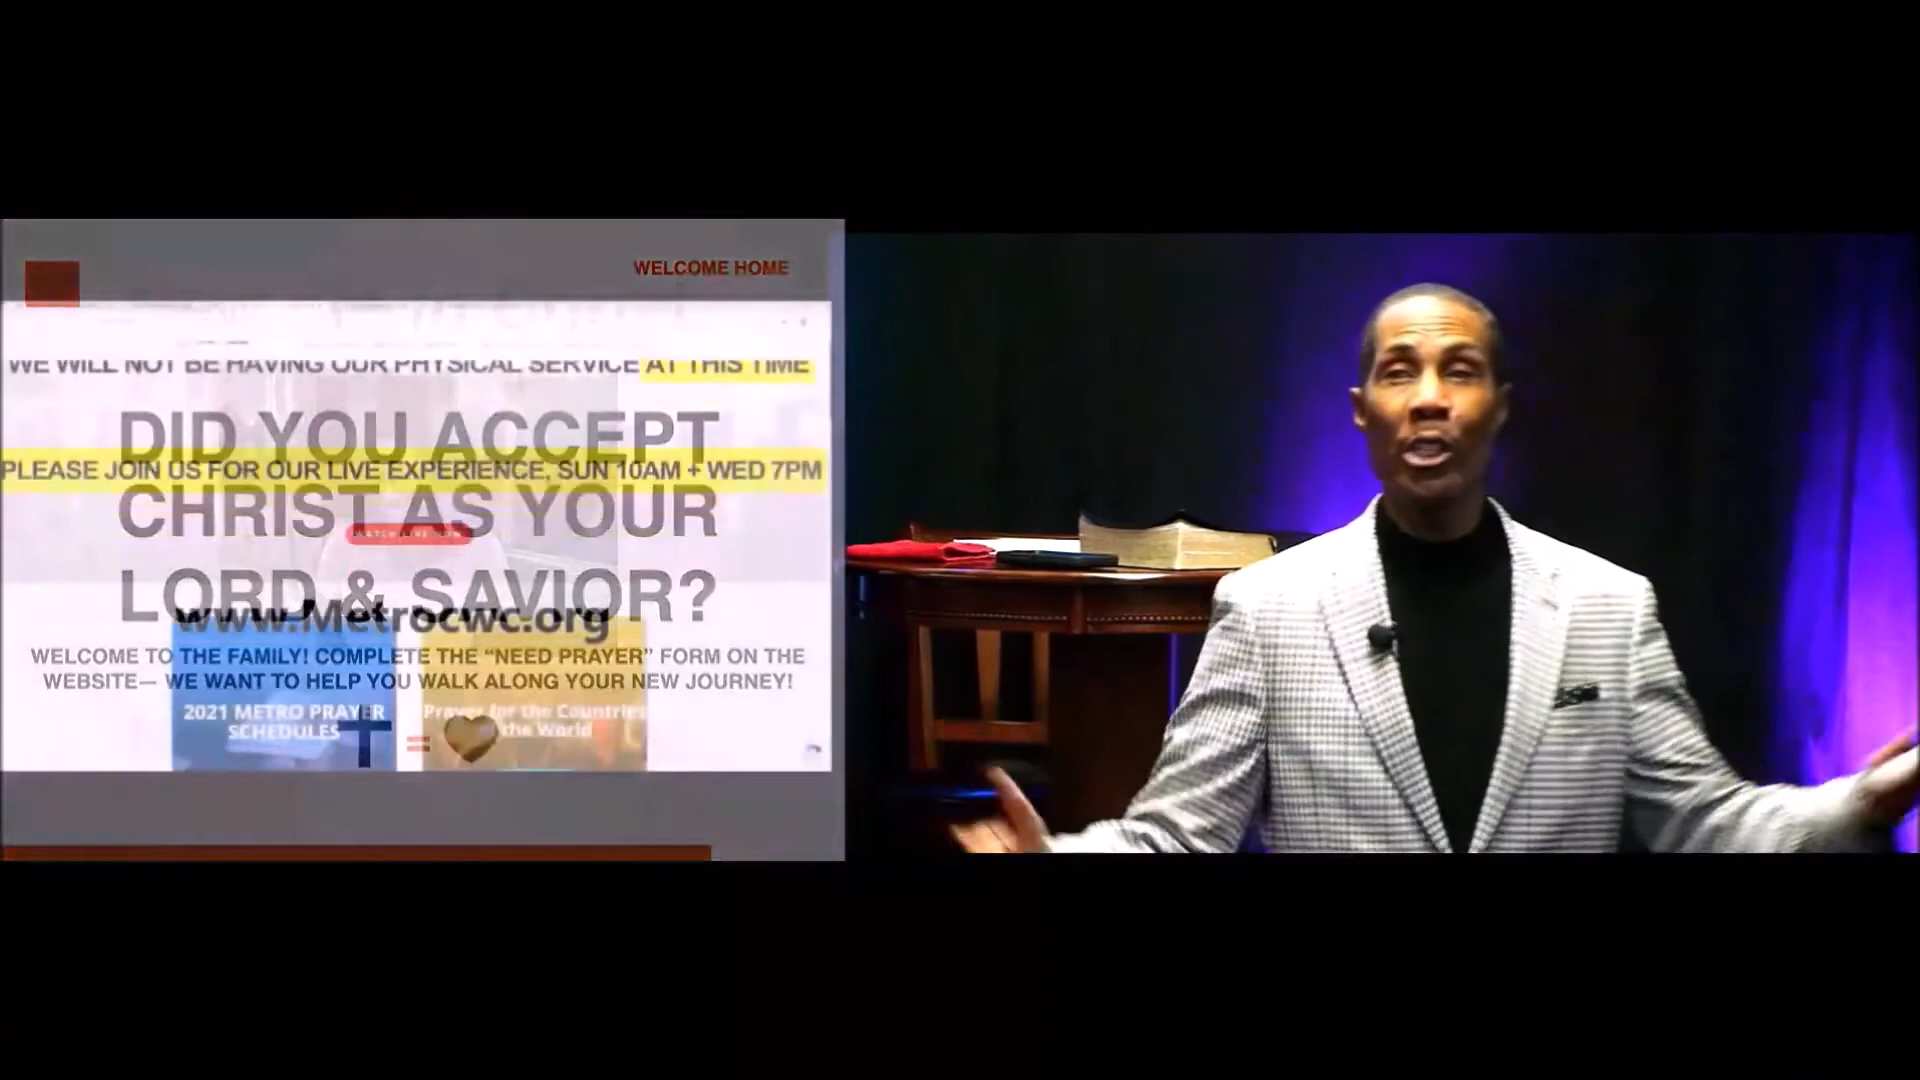 WELCOME HOME
WE WILL NOT BE HAVING OUR PHYSICAL SERVICE AT THIS TIME
DID YOU ACCEPT
PLEASE JOIN US FOR OUR LIVE EXPERIENCE, SUN 10AM + WED 7PM
CHRIST AS YOUR
LORD & SAVIOR?
www.Metrocwc.org
WELCOME TO THE FAMILY! COMPLETE THE “NEED PRAYER” FORM ON THE
WEBSITE— WE WANT TO HELP YOU WALK ALONG YOUR NEW JOURNEY!
2021 METRO PRAYER
SCHEDULES
Prayer for the Countries
the World
=